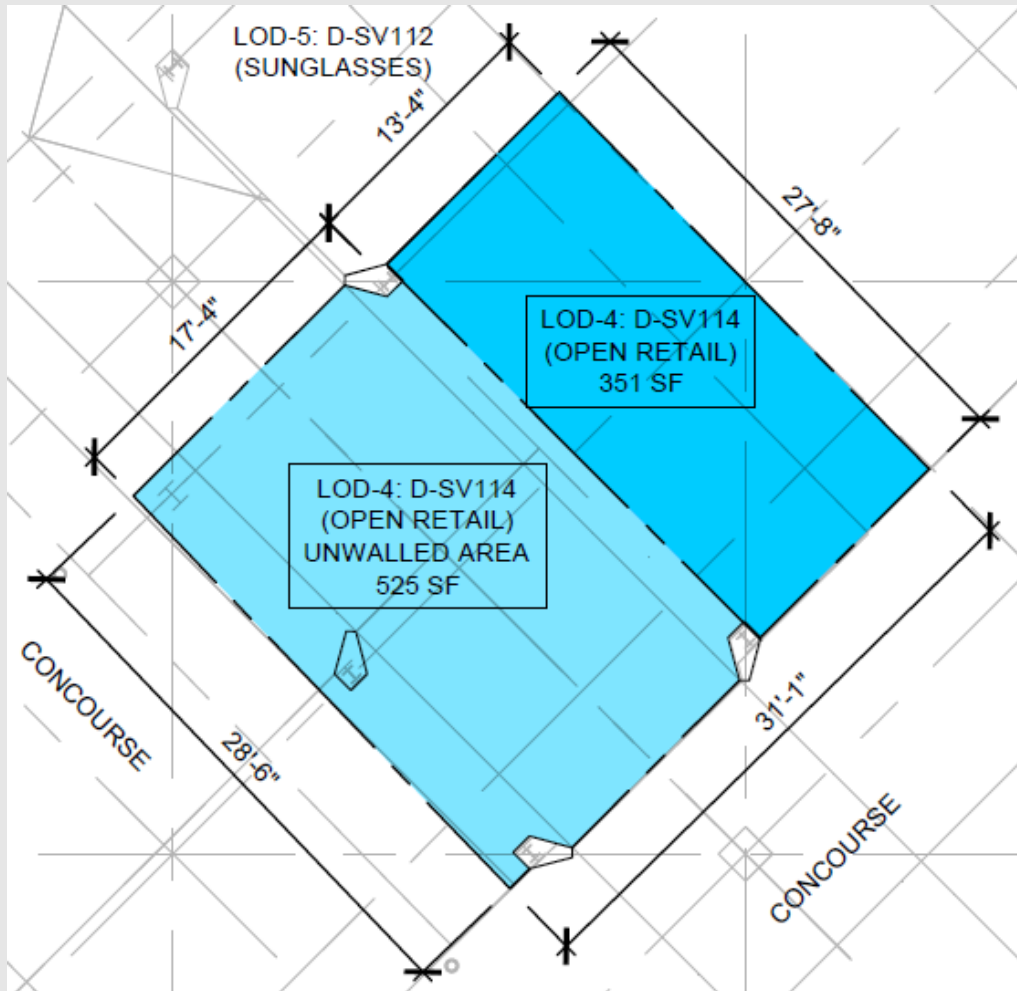 LOD-5: D-SV112
(SUNGLASSES)
13'-4"
27'-8"
17'-4"
LOD-4: D-SV114
(OPEN RETAIL)
351 SF
LOD-4: D-SV114
(OPEN RETAIL)
UNWALLED AREA
525 SF
CONCOURSE
28'-6"
31'-1"
CONCOURSE